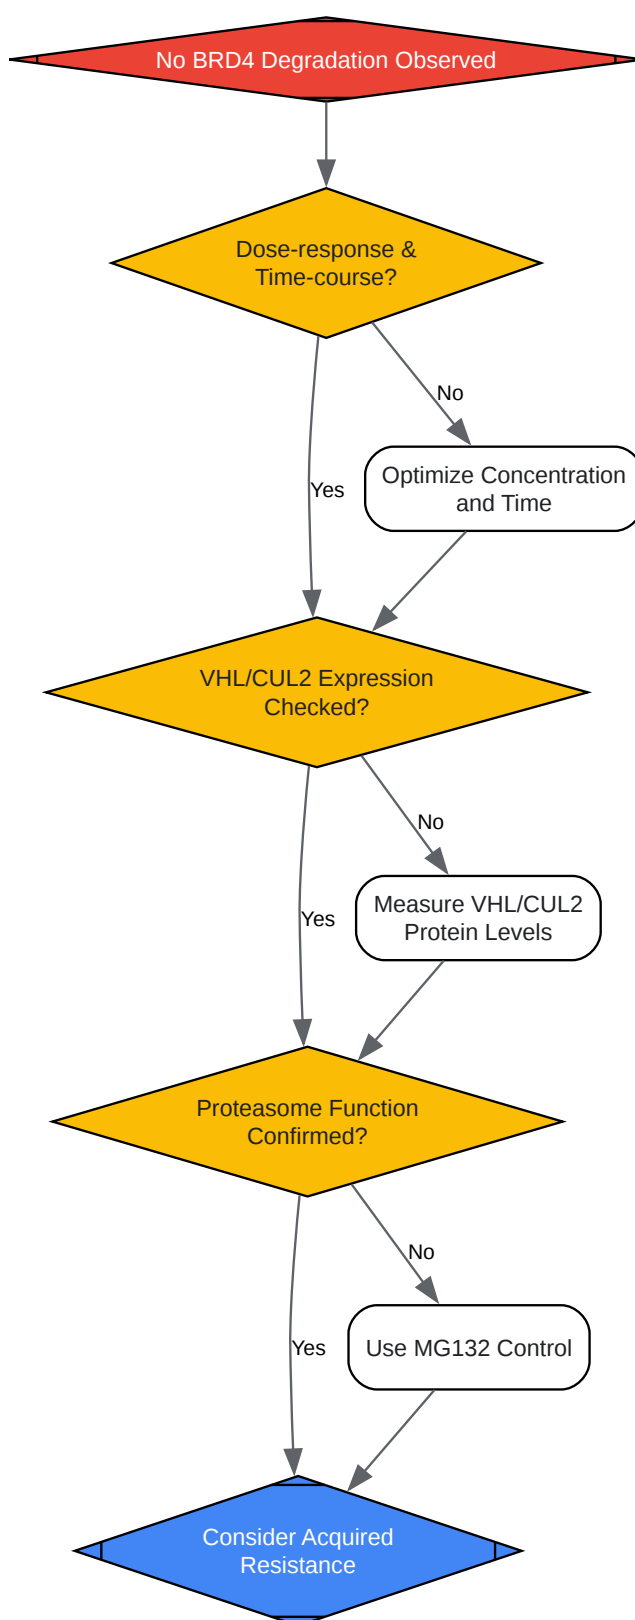 No BRD4 Degradation Observed
Dose-response &
Time-course?
No
Optimize Concentration
and Time
Yes
VHL/CUL2 Expression
Checked?
No
Measure VHL/CUL2
Protein Levels
Yes
Proteasome Function
Confirmed?
No
Use MG132 Control
Yes
Consider Acquired
Resistance